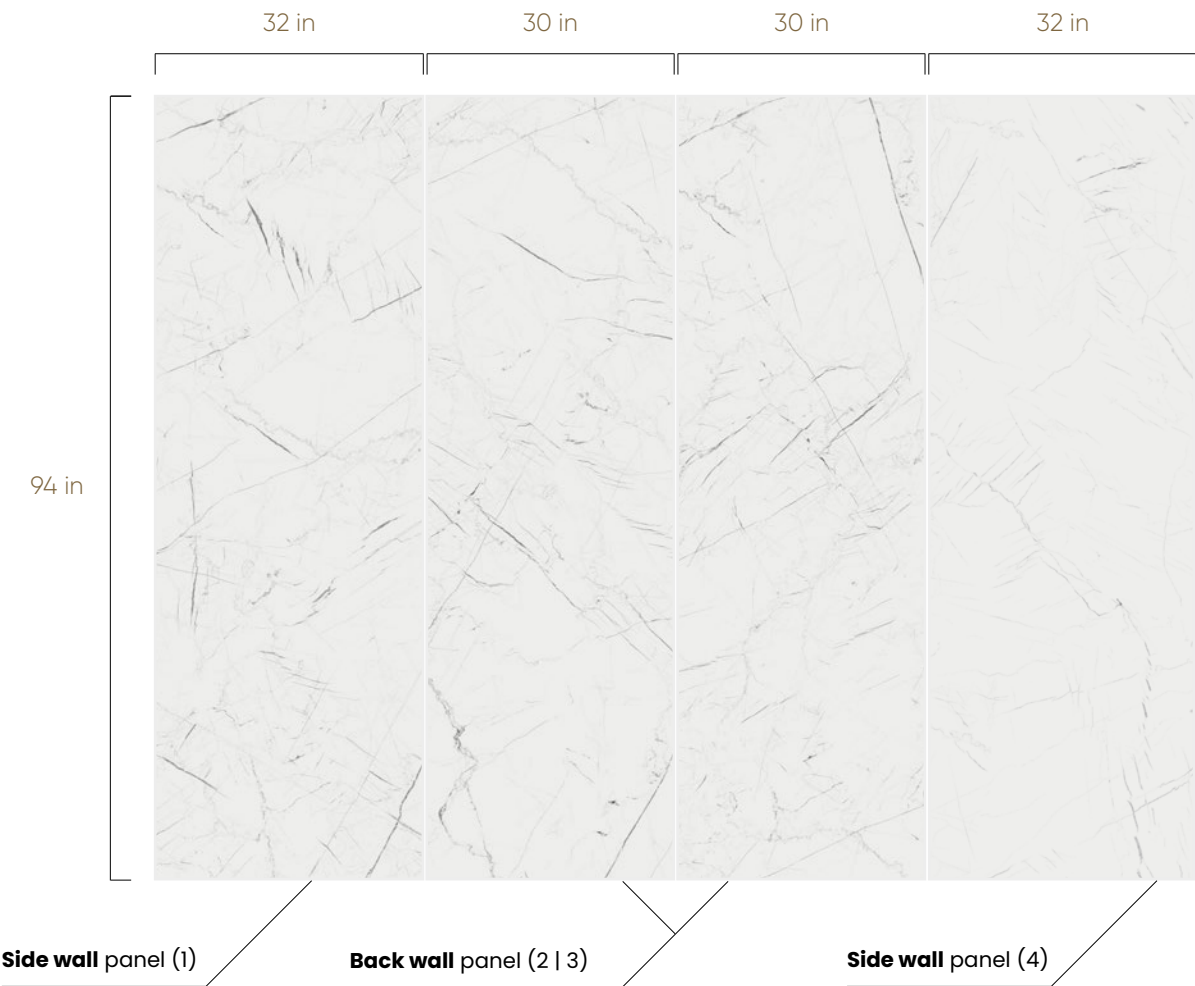 32 in
30 in
30 in
32 in
94 in
Side wall panel (1)
Back wall panel (2 | 3)
Side wall panel (4)